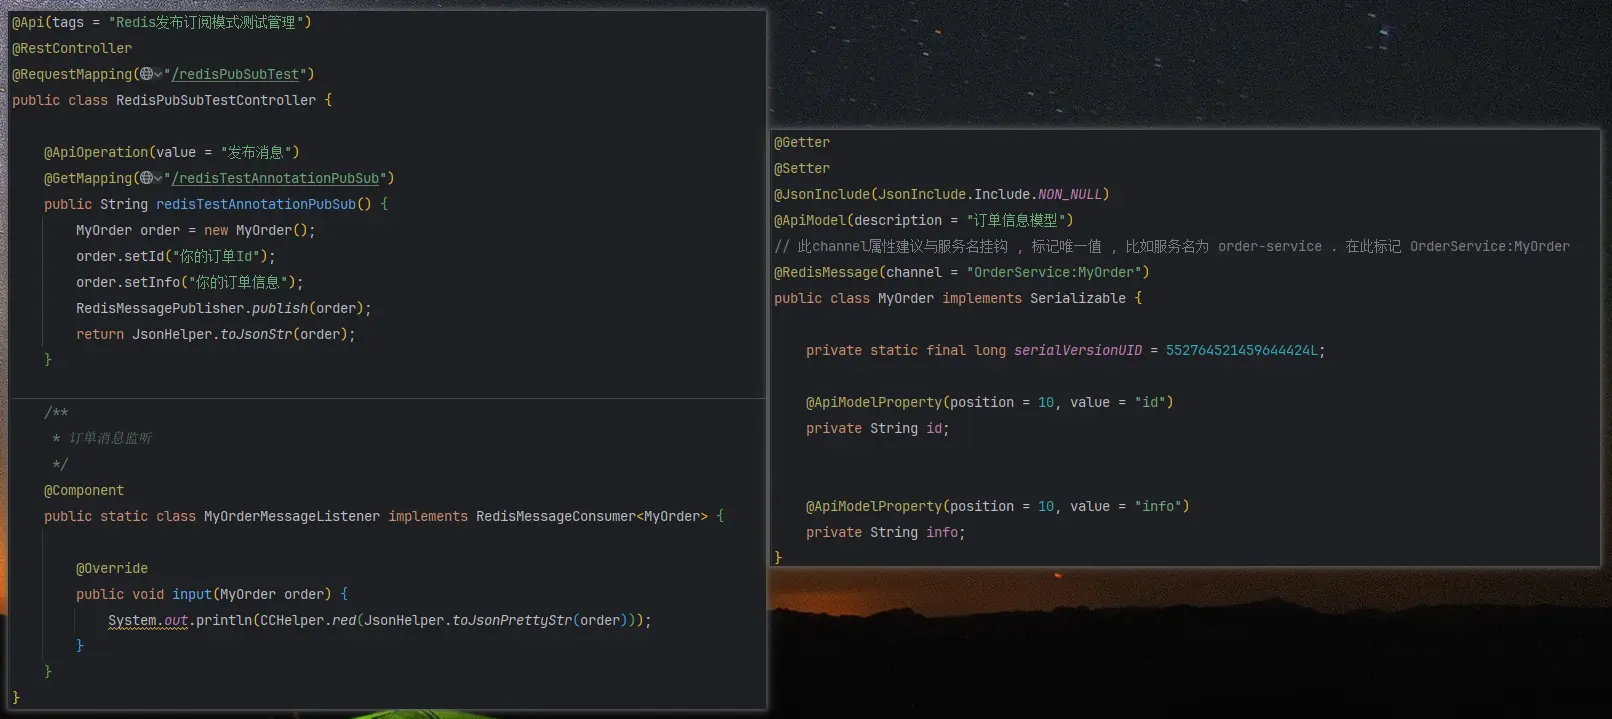 @Api(tags = "Redis发布订阅模式测试管理")
@RestController
@RequestMapping("/redisPubSubTest")
public class RedisPubSubTestController {
@ApiOperation(value = "发布消息")
@GetMapping("/redisTestAnnotationPubSub")
public String redisTestAnnotationPubSub() {
MyOrder order = new MyOrder();
order.setId("你的订单Id");
order.setInfo("你的订单信息");
RedisMessagePublisher.publish(order);
return JsonHelper.toJsonStr(order);
}
/**
* 订单消息监听
*/
@Component
public static class MyOrderMessageListener implements RedisMessageConsumer<MyOrder> {
@Override
public void input(MyOrder order) {
System.out.println(CCHelper.red(JsonHelper.toJsonPrettyStr(order)));
}
}
}
@Getter
@Setter
@JsonInclude(JsonInclude.Include.NON_NULL)
@ApiModel(description = "订单信息模型")
// 此channel属性建议与服务名挂钩 , 标记唯一值 , 比如服务名为 order-service . 在此标记 OrderService:MyOrder
@RedisMessage(channel = "OrderService:MyOrder")
public class MyOrder implements Serializable {
private static final long serialVersionUID = 552764521459644424L;
@ApiModelProperty(position = 10, value = "id")
private String id;
@ApiModelProperty(position = 10, value = "info")
private String info;
}